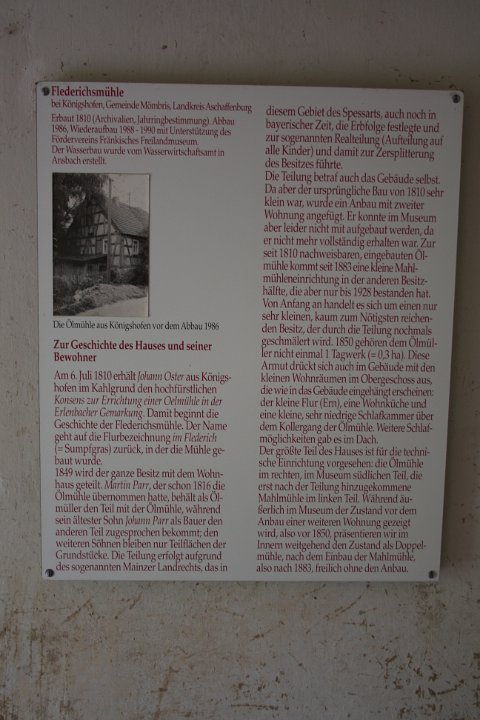 Flederichsmühle
bei Königshofen, Gemeinde Mömbris, Landkreis Aschaffenburg
Erbaut 1810 (Archivalien, Jahrringbestimmung). Abbau
1986, Wiederaufbau 1988 - 1990 mit Unterstützung des
Fördervereins Fränkisches Freilandmuseum.
Der Wasserbau wurde vom Wasserwirtschaftsamt in
Ansbach erstellt.
Die Ölmühle aus Königshofen vor dem Abbau 1986
Zur Geschichte des Hauses und seiner
Bewohner
Am 6. Juli 1810 erhält Johann Oster aus Königs-
hofen im Kahlgrund den hochfürstlichen
Konsens zur Errichtung einer Oelmühle in der
Erlenbacher Gemarkung. Damit beginnt die
Geschichte der Flederichsmühle. Der Name
geht auf die Flurbezeichnung im Flederich
(= Sumpfgras) zurück, in der die Mühle ge-
baut wurde.
1849 wird der ganze Besitz mit dem Wohn-
haus geteilt. Martin Parr, der schon 1816 die
Ölmühle übernommen hatte, behält als Öl-
müller den Teil mit der Ölmühle, während
sein ältester Sohn Johann Parr als Bauer den
anderen Teil zugesprochen bekommt; den
weiteren Söhnen bleiben nur Teilflächen der
Grundstücke. Die Teilung erfolgt aufgrund
des sogenannten Mainzer Landrechts, das in
diesem Gebiet des Spessarts, auch noch in
bayerischer Zeit, die Erbfolge festlegte und
zur sogenannten Realteilung (Aufteilung auf
alle Kinder) und damit zur Zersplitterung
des Besitzes führte.
Die Teilung betraf auch das Gebäude selbst.
Da aber der ursprüngliche Bau von 1810 sehr
klein war, wurde ein Anbau mit zweiter
Wohnung angefügt. Er konnte im Museum
aber leider nicht mit aufgebaut werden, da
er nicht mehr vollständig erhalten war. Zur
seit 1810 nachweisbaren, eingebauten Öl-
mühle kommt seit 1883 eine kleine Mahl-
mühleneinrichtung in der anderen Besitz-
hälfte, die aber nur bis 1928 bestanden hat.
Von Anfang an handelt es sich um einen nur
sehr kleinen, kaum zum Nötigsten reichen-
den Besitz, der durch die Teilung nochmals
geschmälert wird. 1850 gehören dem Ölmül-
ler nicht einmal 1 Tagwerk (= 0,3 ha). Diese
Armut drückt sich auch im Gebäude mit den
kleinen Wohnräumen im Obergeschoss aus,
die wie in das Gebäude eingehängt erscheinen:
der kleine Flur (Ern), eine Wohnküche und
eine kleine, sehr niedrige Schlafkammer über
dem Kollergang der Ölmühle. Weitere Schlaf-
möglichkeiten gab es im Dach.
Der größte Teil des Hauses ist für die techni-
sche Einrichtung vorgesehen: die Ölmühle
im rechten, im Museum südlichen Teil, die
erst nach der Teilung hinzugekommene
Mahlmühle im linken Teil. Während äu-
ßerlich im Museum der Zustand vor dem
Anbau einer weiteren Wohnung gezeigt
wird, also vor 1850, präsentieren wir im
Innern weitgehend den Zustand als Doppel-
mühle, nach dem Einbau der Mahlmühle,
also nach 1883, freilich ohne den Anbau.